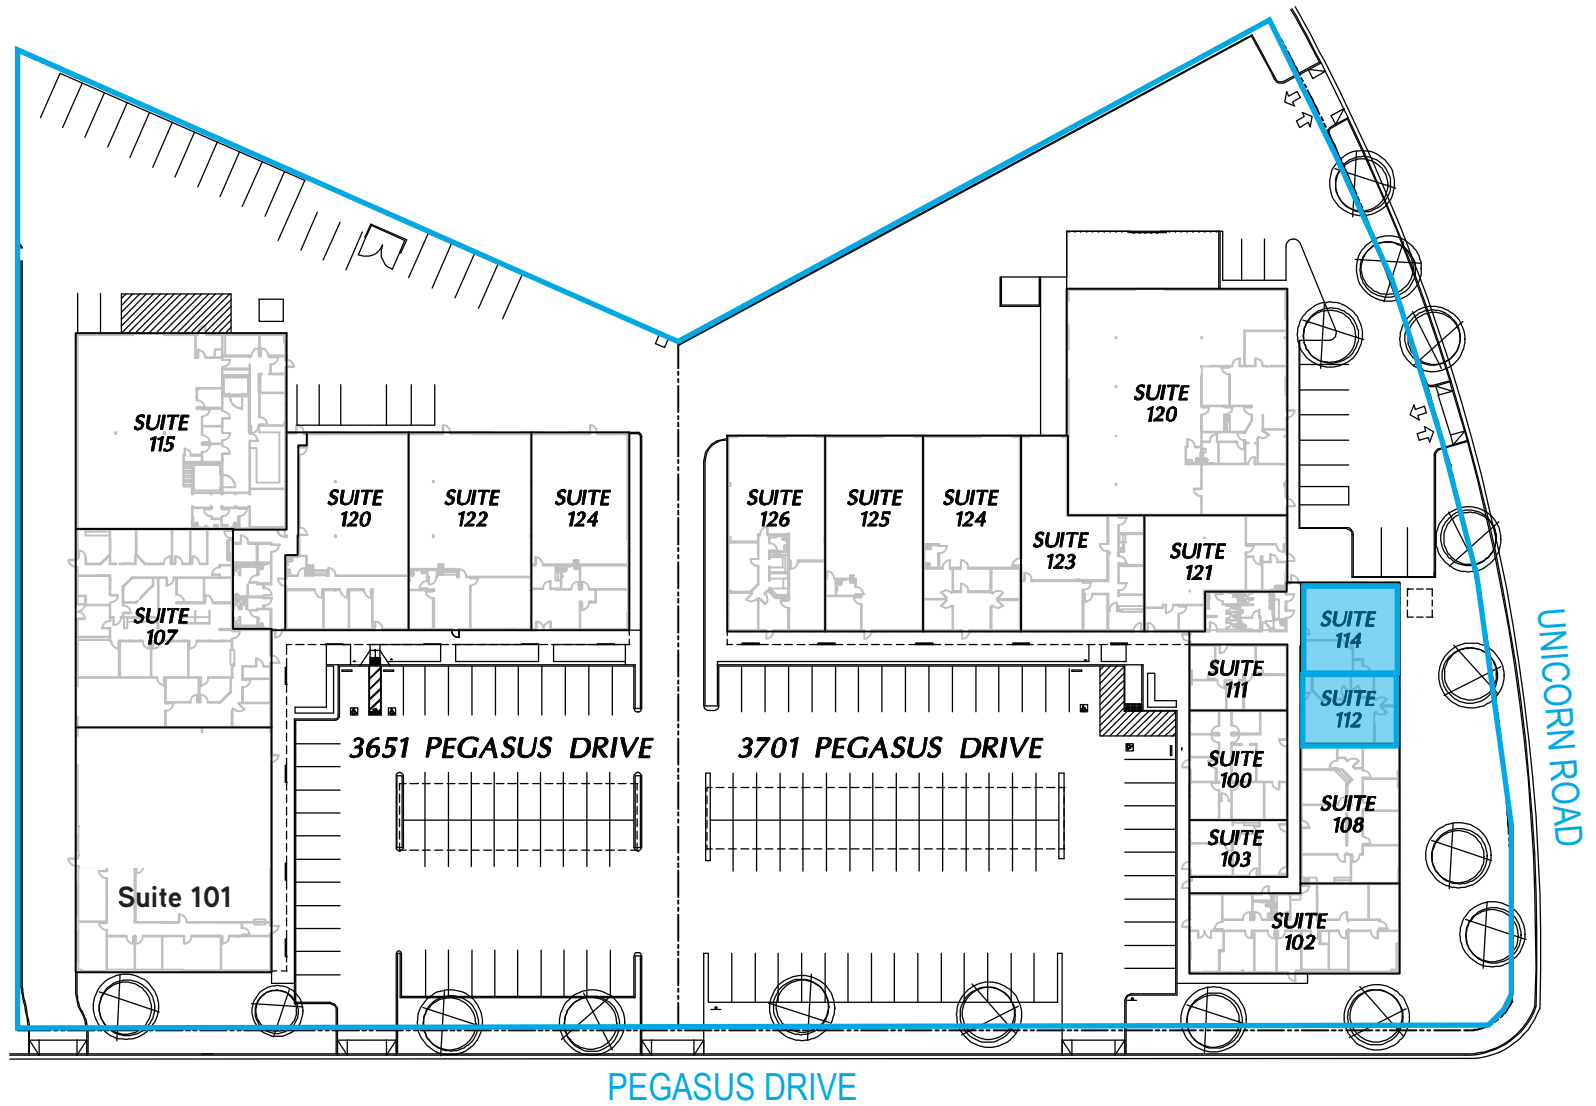 SUITE
115
SUITE
120
SUITE
122
SUITE
124
SUITE
107
Suite 101
3651 PEGASUS DRIVE
SUITE
126
SUITE
125
SUITE
124
SUITE
123
SUITE
120
SUITE
121
SUITE
114
SUITE
112
SUITE
111
SUITE
100
SUITE
108
SUITE
103
SUITE
102
3701 PEGASUS DRIVE
UNICORN ROAD
PEGASUS DRIVE